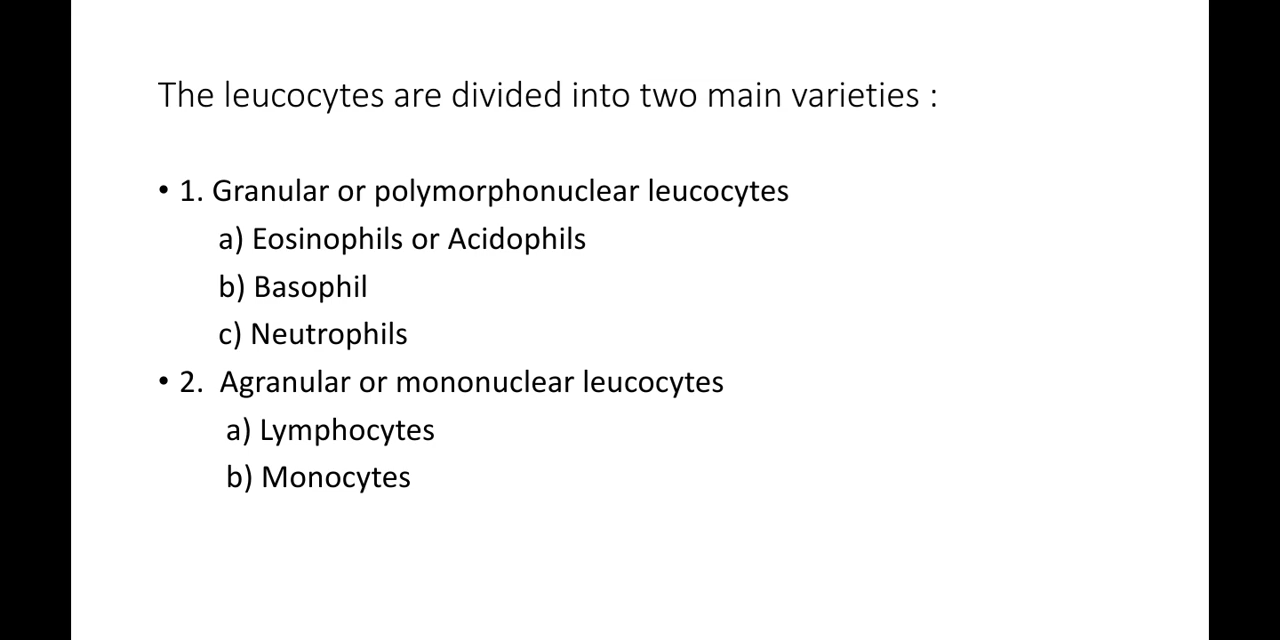 The leucocytes are divided into two main varieties :
• 1. Granular or polymorphonuclear leucocytes
a) Eosinophils or Acidophils
b) Basophil
c) Neutrophils
• 2.  Agranular or mononuclear leucocytes
a) Lymphocytes
b) Monocytes